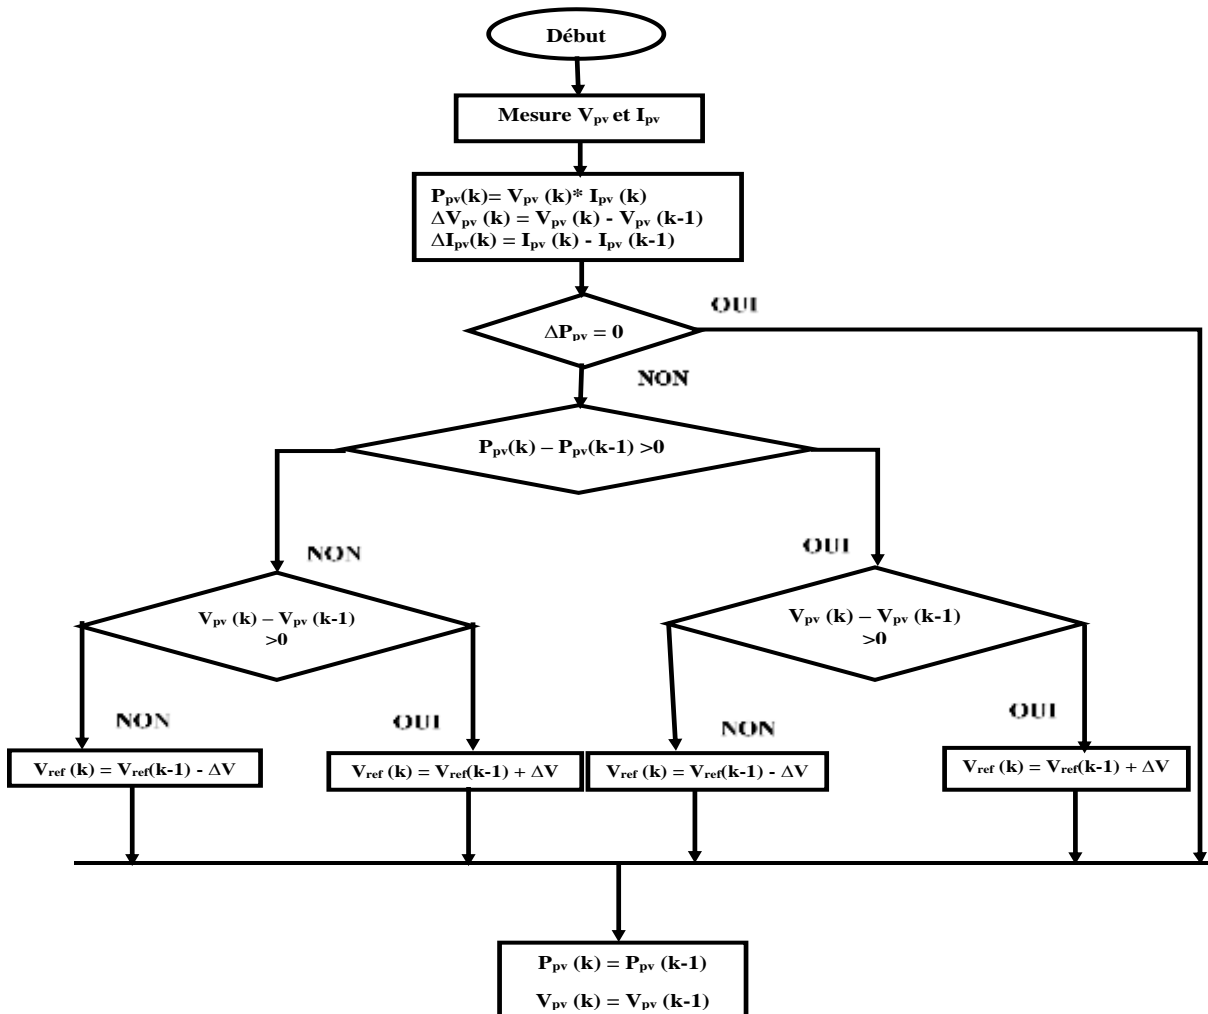 Début
Mesure Vpv et Ipv
Ppv(k)= Vpv (k)* Ipv (k)
ΔVpv (k) = Vpv (k) - Vpv (k-1)
ΔIpv(k) = Ipv (k) - Ipv (k-1)
OUI
ΔPpv = 0
NON
Ppv(k) – Ppv(k-1) >0
NON
OUI
Vpv (k) – Vpv (k-1)
>0
Vpv (k) – Vpv (k-1)
>0
NON
OUI
NON
OUI
Vref (k) = Vref(k-1) - ΔV
Vref (k) = Vref(k-1) + ΔV
Vref (k) = Vref(k-1) - ΔV
Vref (k) = Vref(k-1) + ΔV
Ppv (k) = Ppv (k-1)
Vpv (k) = Vpv (k-1)